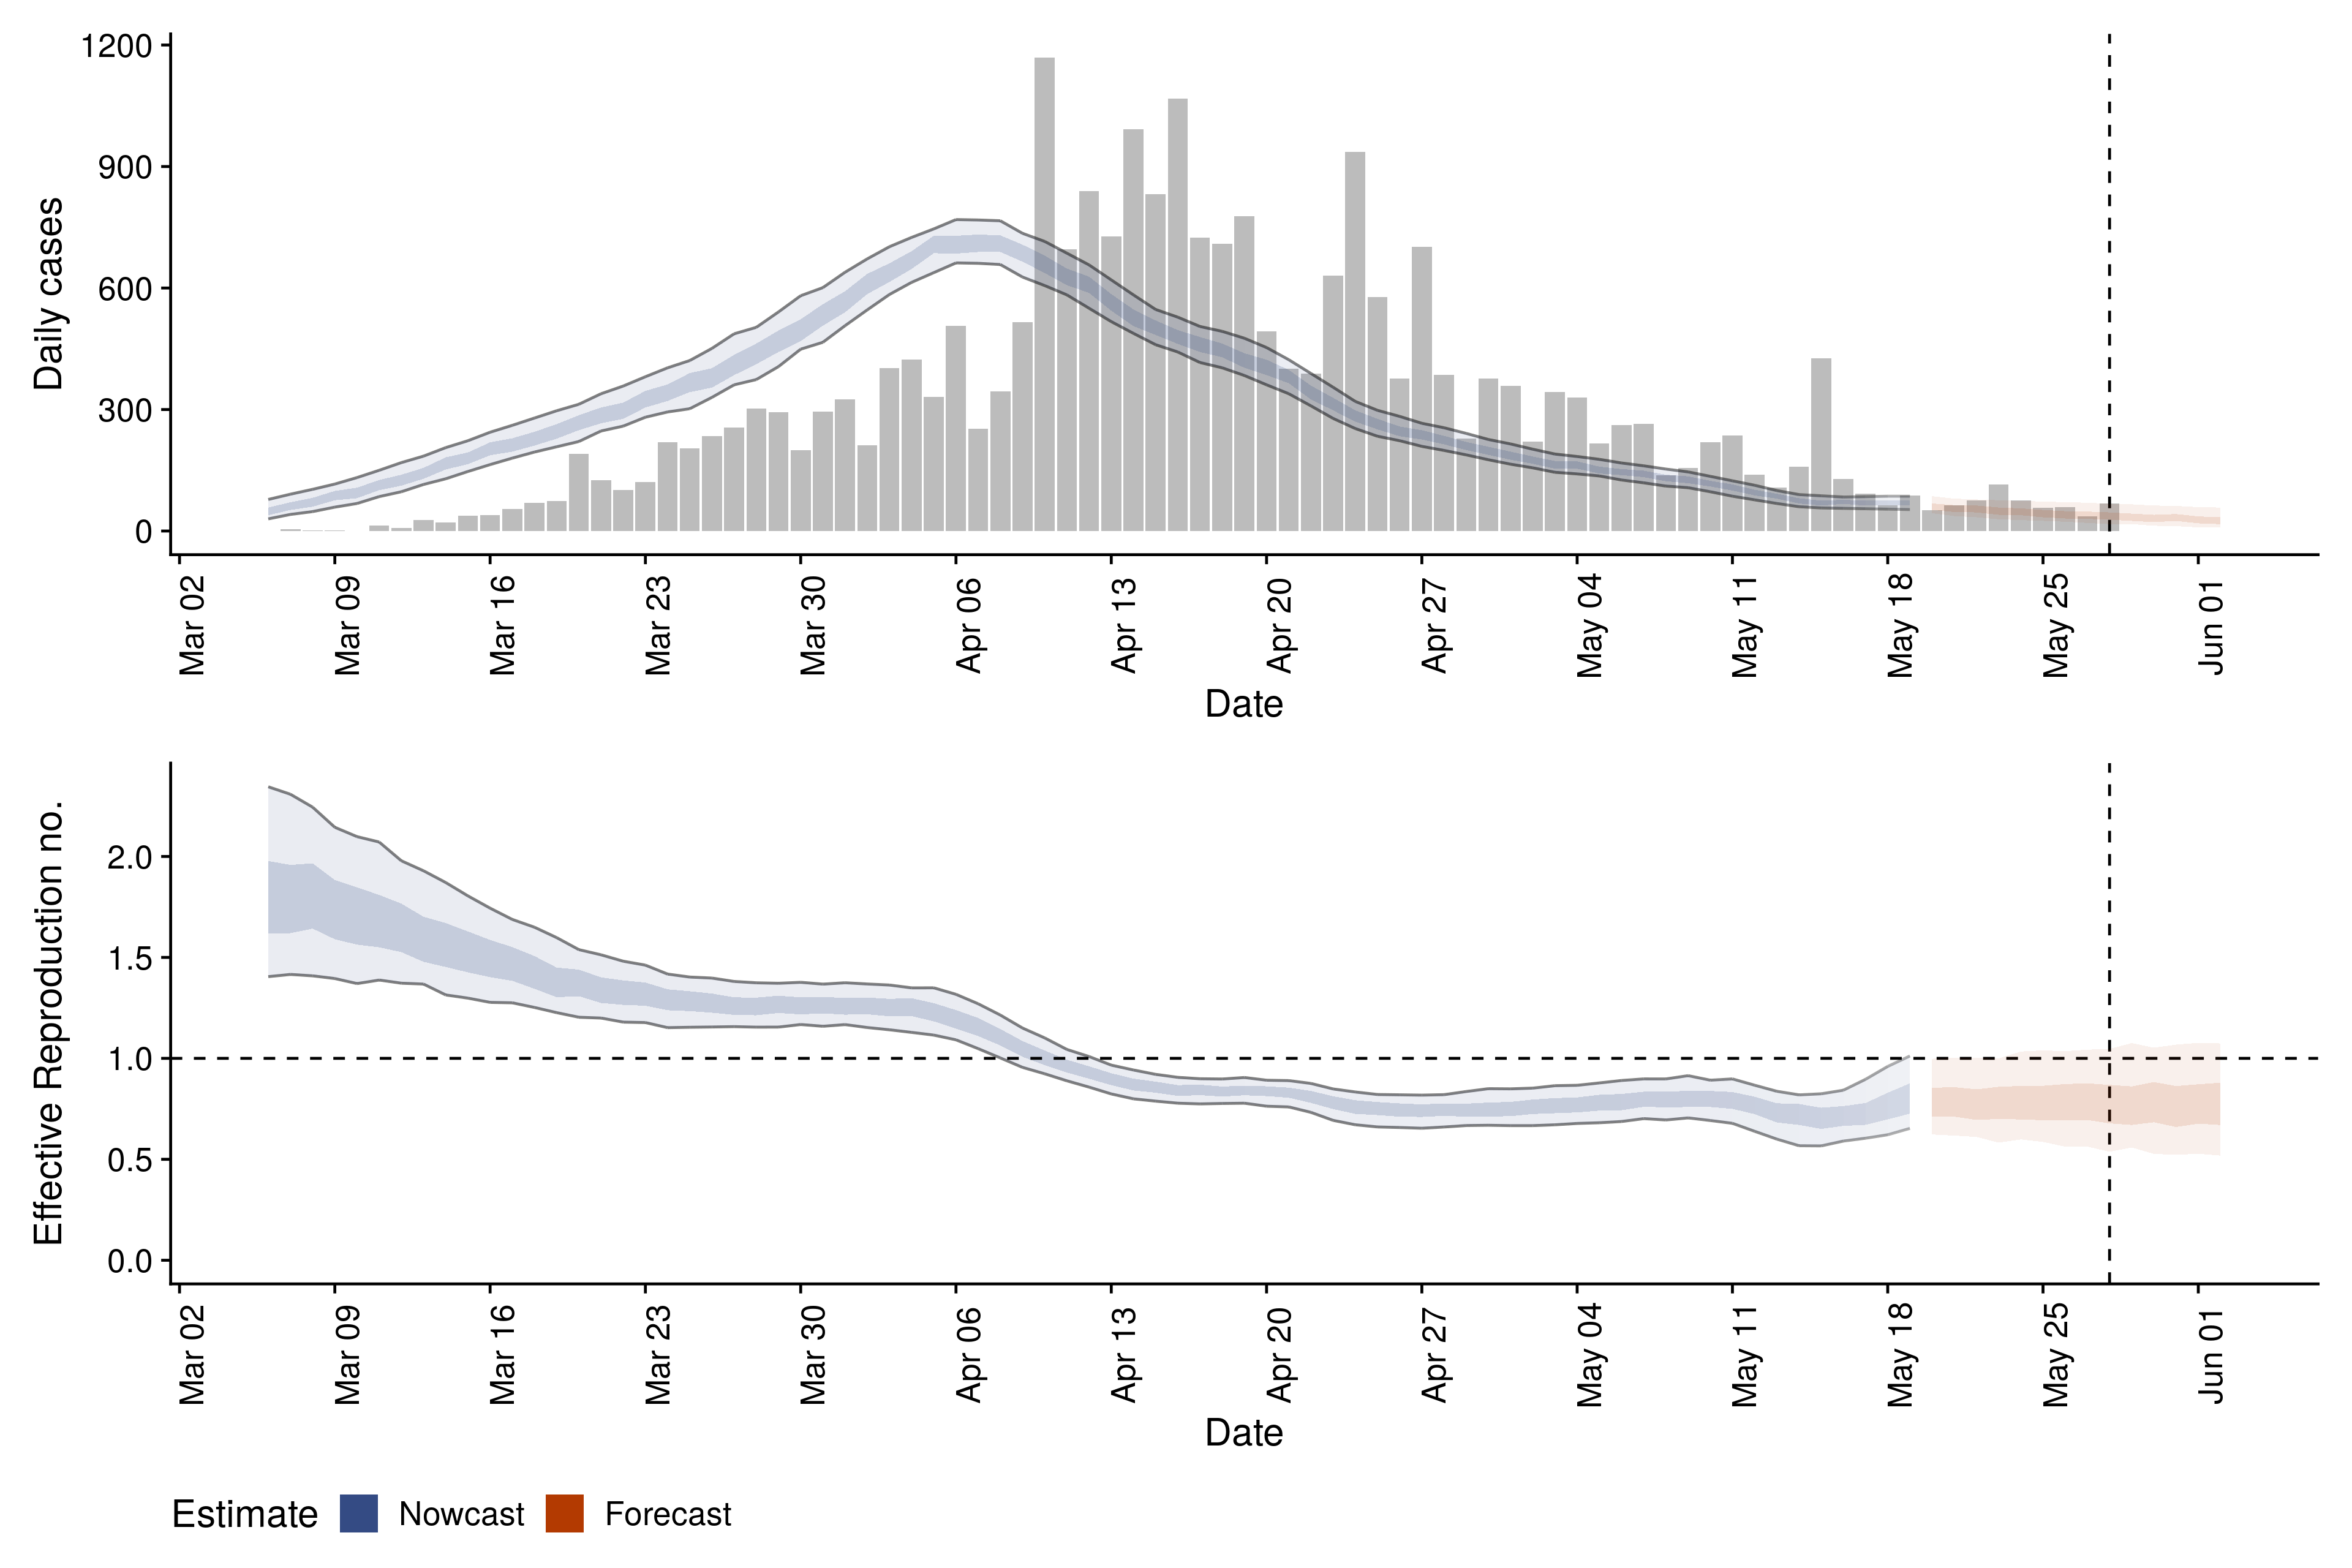 Daily cases
1200
900
600
300
0
Mar 02
Mar 09
Mar 16
Mar 23
Mar 30
Apr 06
Apr 13
Apr 20
Apr 27
May 04
May 11
May 18
May 25
Jun 01
Date
Effective Reproduction no.
2.0
1.5
1.0
0.5
0.0
Mar 02
Mar 09
Mar 16
Mar 23
Mar 30
Apr 06
Apr 13
Apr 20
Apr 27
May 04
May 11
May 18
May 25
Jun 01
Date
Estimate Nowcast Forecast